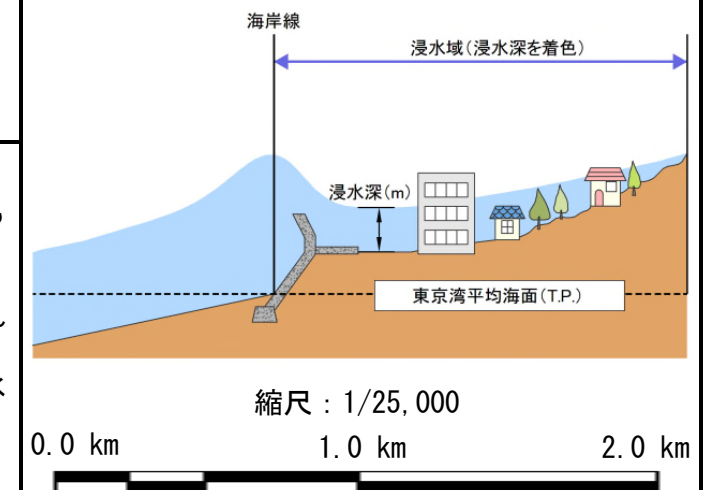 海岸線
浸水域(浸水深を着色)
浸水深(m)
東京湾平均海面(T.P.)
縮尺：1/25,000
0.0 km 1.0 km 2.0 km